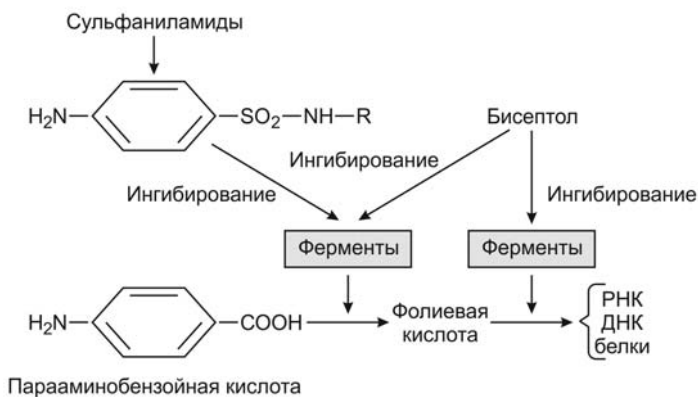 Сульфаниламиды
H₂N
SO₂–NH–R
Бисептол
Ингибирование
Ингибирование
Ингибирование
Ферменты
Ферменты
H₂N
COOH
Фолиевая
кислота
РНК
ДНК
белки
Парааминобензойная кислота